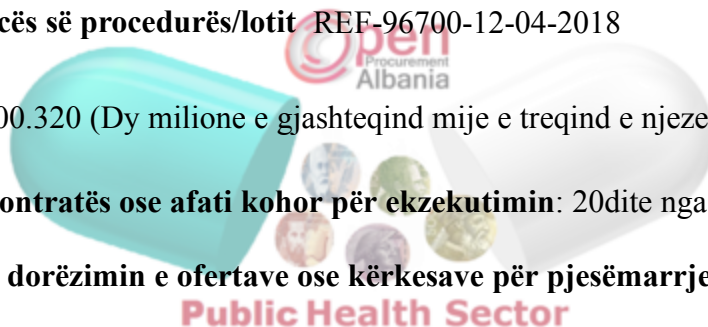 cës së procedurës/lotit REF-96700-12-04-2018
Open
Procurement
Albania
00.320 (Dy milione e gjashteqind mije e treqind e njeze
ontratës ose afati kohor për ekzekutimin: 20dite nga
dorëzimin e ofertave ose kërkesave për pjesëmarrje
Public Health Sector